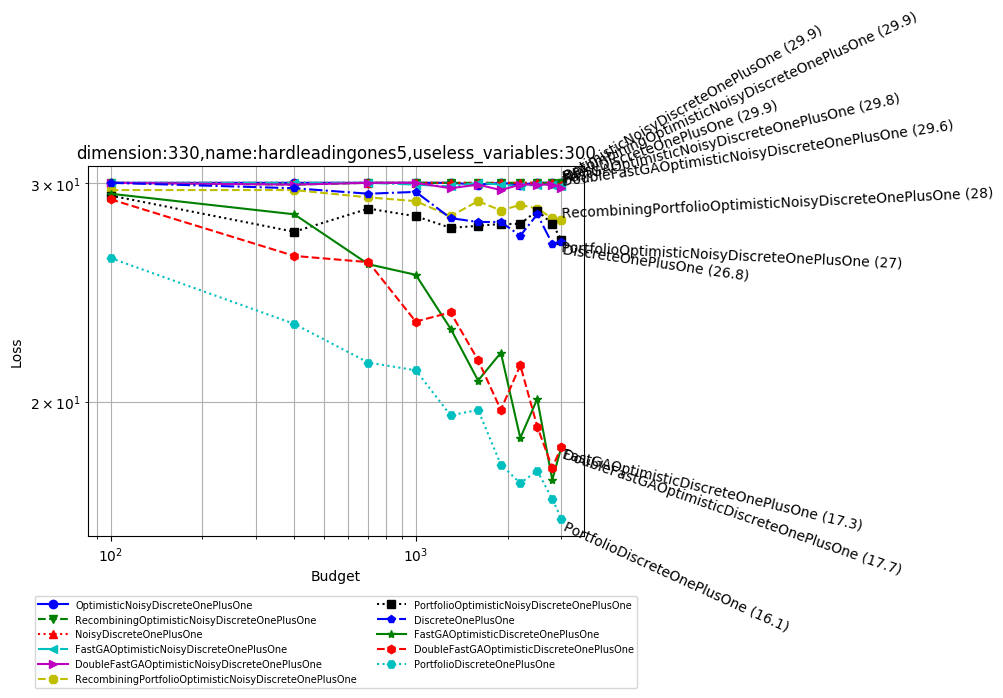 dimension:330,name:hardleadingones5,useless_variables:300
3 × 10¹
2 × 10¹
Loss
10²
10³
Budget
OptimisticNoisyDiscreteOnePlusOne (29.9)
RecombiningOptimisticNoisyDiscreteOnePlusOne (29.9)
NoisyDiscreteOnePlusOne (29.9)
FastGAOptimisticNoisyDiscreteOnePlusOne (29.8)
DoubleFastGAOptimisticNoisyDiscreteOnePlusOne (29.6)
RecombiningPortfolioOptimisticNoisyDiscreteOnePlusOne (28)
PortfolioOptimisticNoisyDiscreteOnePlusOne (27)
DiscreteOnePlusOne (26.8)
FastGAOptimisticDiscreteOnePlusOne (17.3)
DoubleFastGAOptimisticDiscreteOnePlusOne (17.7)
PortfolioDiscreteOnePlusOne (16.1)
OptimisticNoisyDiscreteOnePlusOne
RecombiningOptimisticNoisyDiscreteOnePlusOne
NoisyDiscreteOnePlusOne
FastGAOptimisticNoisyDiscreteOnePlusOne
DoubleFastGAOptimisticNoisyDiscreteOnePlusOne
RecombiningPortfolioOptimisticNoisyDiscreteOnePlusOne
PortfolioOptimisticNoisyDiscreteOnePlusOne
DiscreteOnePlusOne
FastGAOptimisticDiscreteOnePlusOne
DoubleFastGAOptimisticDiscreteOnePlusOne
PortfolioDiscreteOnePlusOne